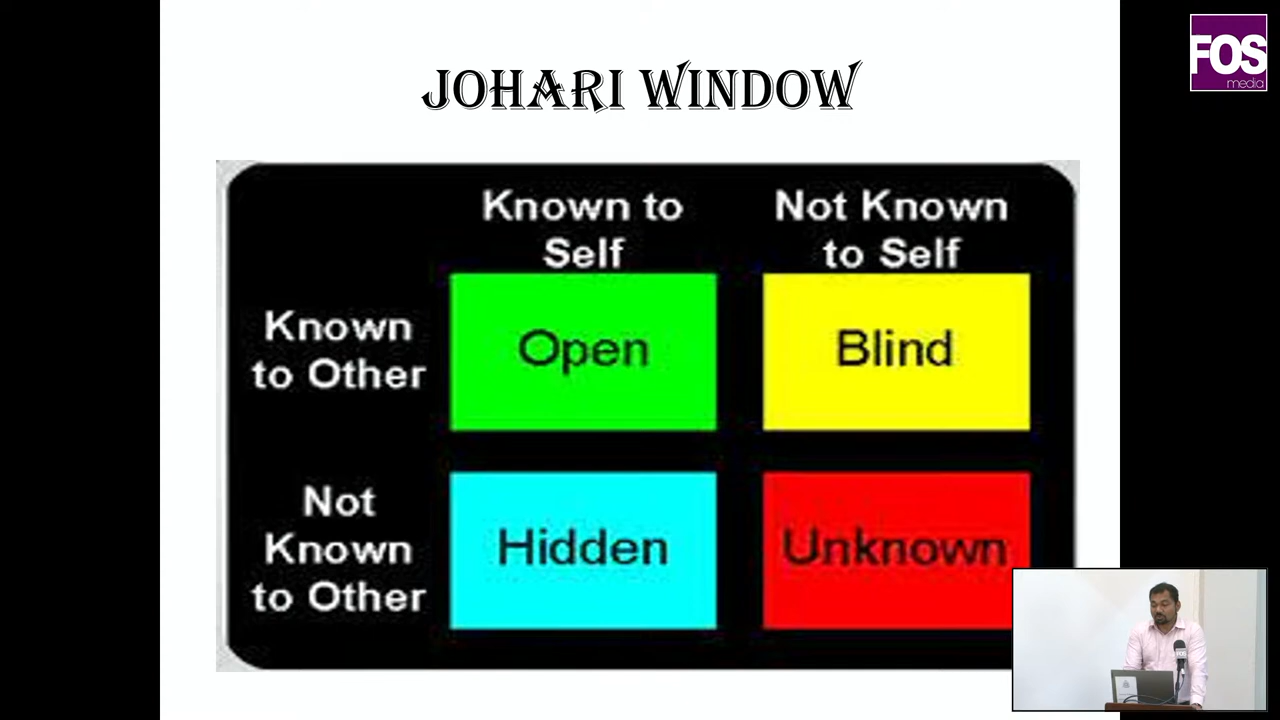 JOHARI WINDOW
FOS
media
Known to
Self
Not Known
to Self
Known
to Other
Open
Blind
Not
Known
to Other
Hidden
Unknown
FOS